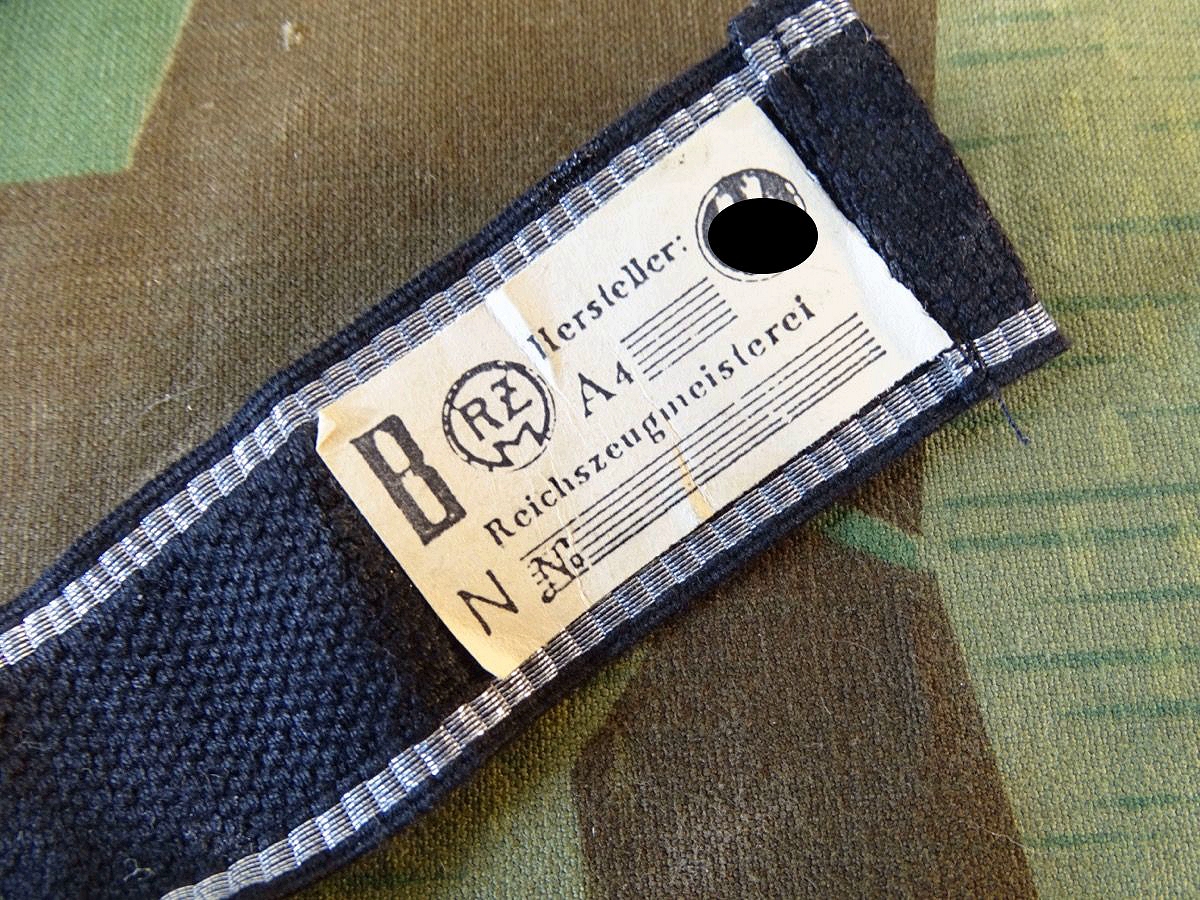 B
RZM
Hersteller:
A4
Reichszeugmeisterei
N
No